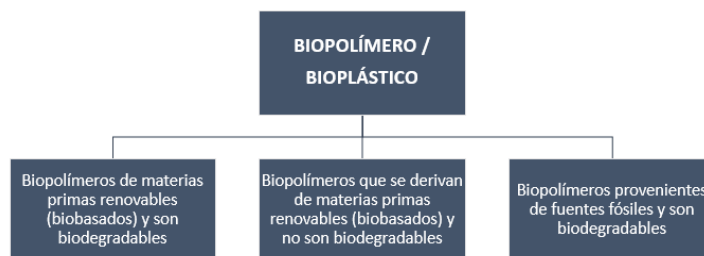 BIOPOLÍMERO /
BIOPLÁSTICO
Biopolímeros de materias
primas renovables
(biobasados) y son
biodegradables
Biopolímeros que se derivan
de materias primas
renovables (biobasados) y
no son biodegradables
Biopolímeros provenientes
de fuentes fósiles y son
biodegradables